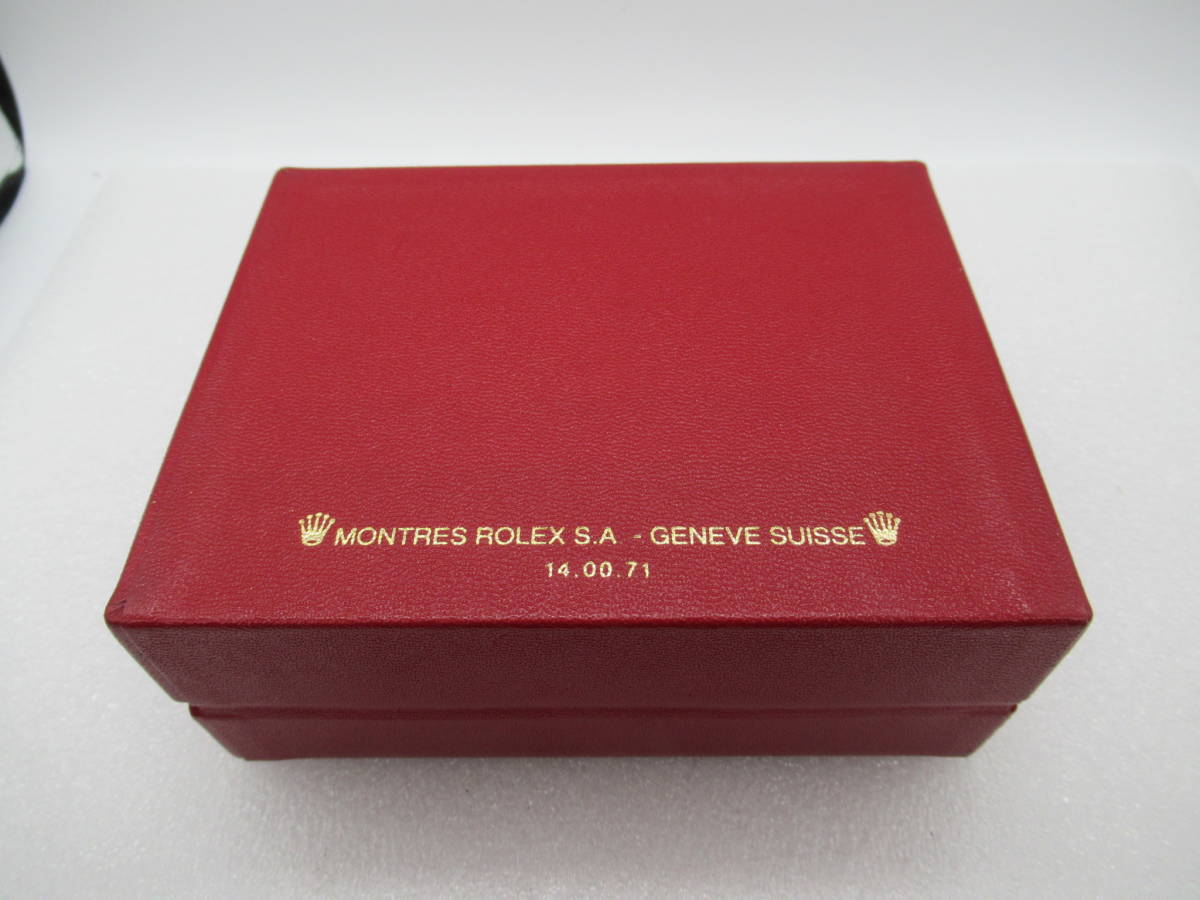 MONTRES ROLEX S.A - GENEVE SUISSE
14.00.71